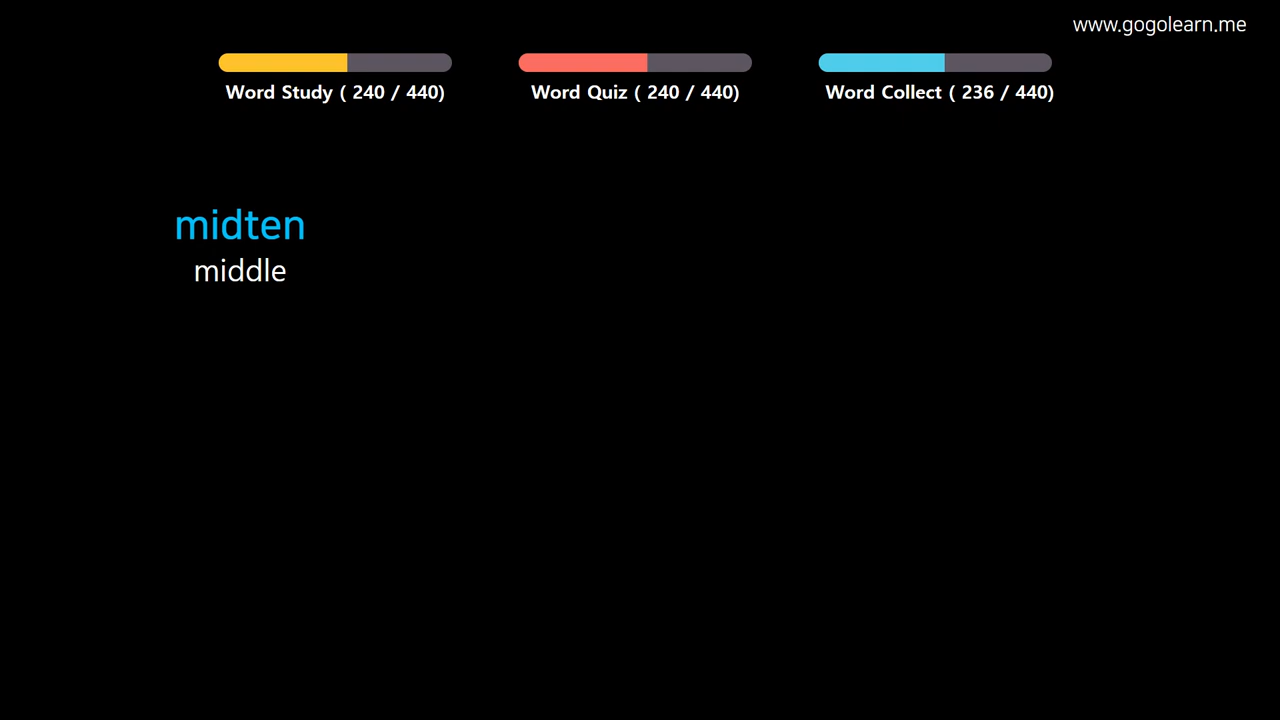 www.gogolearn.me
Word Study ( 240 / 440)
Word Quiz ( 240 / 440)
Word Collect ( 236 / 440)
midten
middle